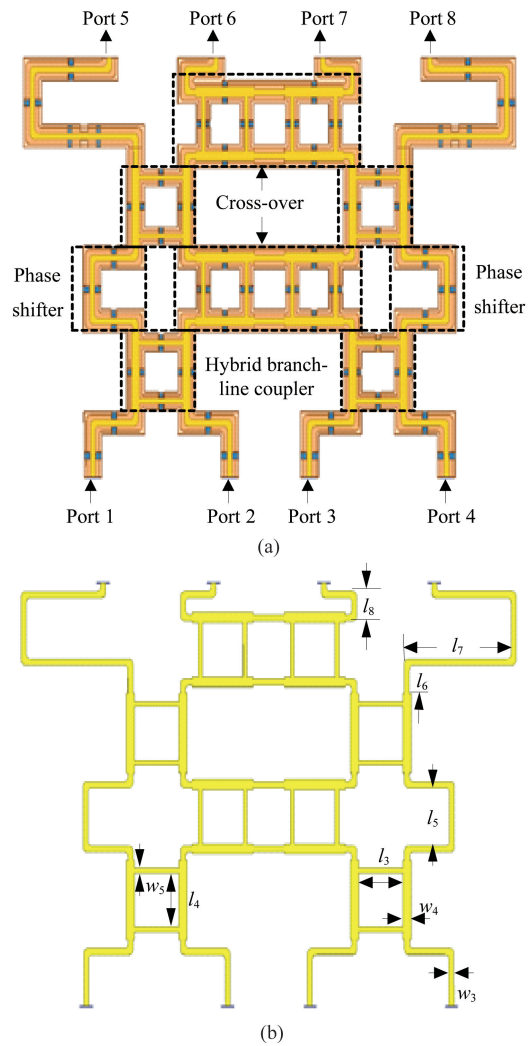 Port 5
Port 6
Port 7
Port 8
Cross-over
Phase
shifter
Phase
shifter
Hybrid branch-
line coupler
Port 1
Port 2
Port 3
Port 4
(a)
l8
l7
l6
l5
l3
w5
l4
w4
w3
(b)